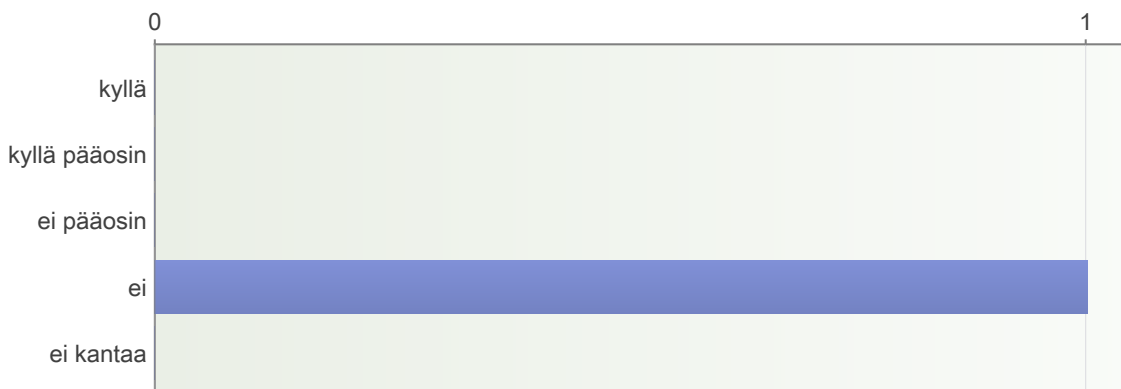 0 1
kyllä
kyllä pääosin
ei pääosin
ei
ei kantaa